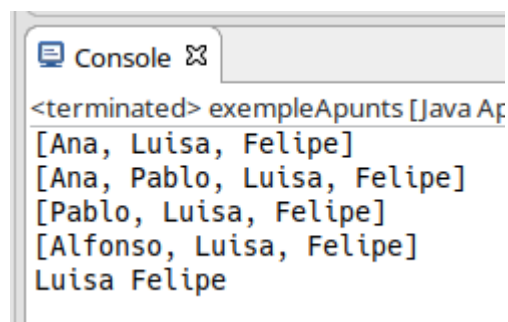 Console
<terminated> exempleApunts [Java Ap
[Ana, Luisa, Felipe]
[Ana, Pablo, Luisa, Felipe]
[Pablo, Luisa, Felipe]
[Alfonso, Luisa, Felipe]
Luisa Felipe